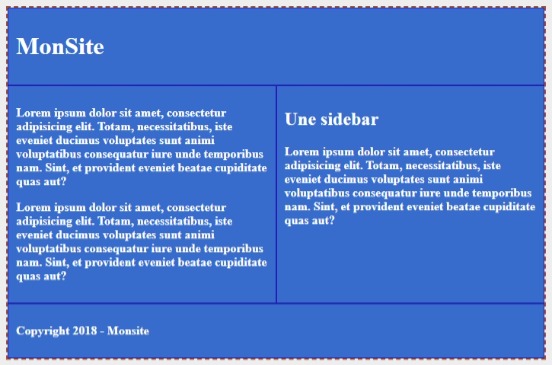 MonSite
Lorem ipsum dolor sit amet, consectetur
adipisicing elit. Totam, necessitatibus, iste
eveniet ducimus voluptates sunt animi
voluptatibus consequatur iure unde temporibus
nam. Sint, et provident eveniet beatae cupiditate
quas aut?
Lorem ipsum dolor sit amet, consectetur
adipisicing elit. Totam, necessitatibus, iste
eveniet ducimus voluptates sunt animi
voluptatibus consequatur iure unde temporibus
nam. Sint, et provident eveniet beatae cupiditate
quas aut?
Une sidebar
Lorem ipsum dolor sit amet, consectetur
adipisicing elit. Totam, necessitatibus, iste
eveniet ducimus voluptates sunt animi
voluptatibus consequatur iure unde temporibus
nam. Sint, et provident eveniet beatae cupiditate
quas aut?
Copyright 2018 - Monsite